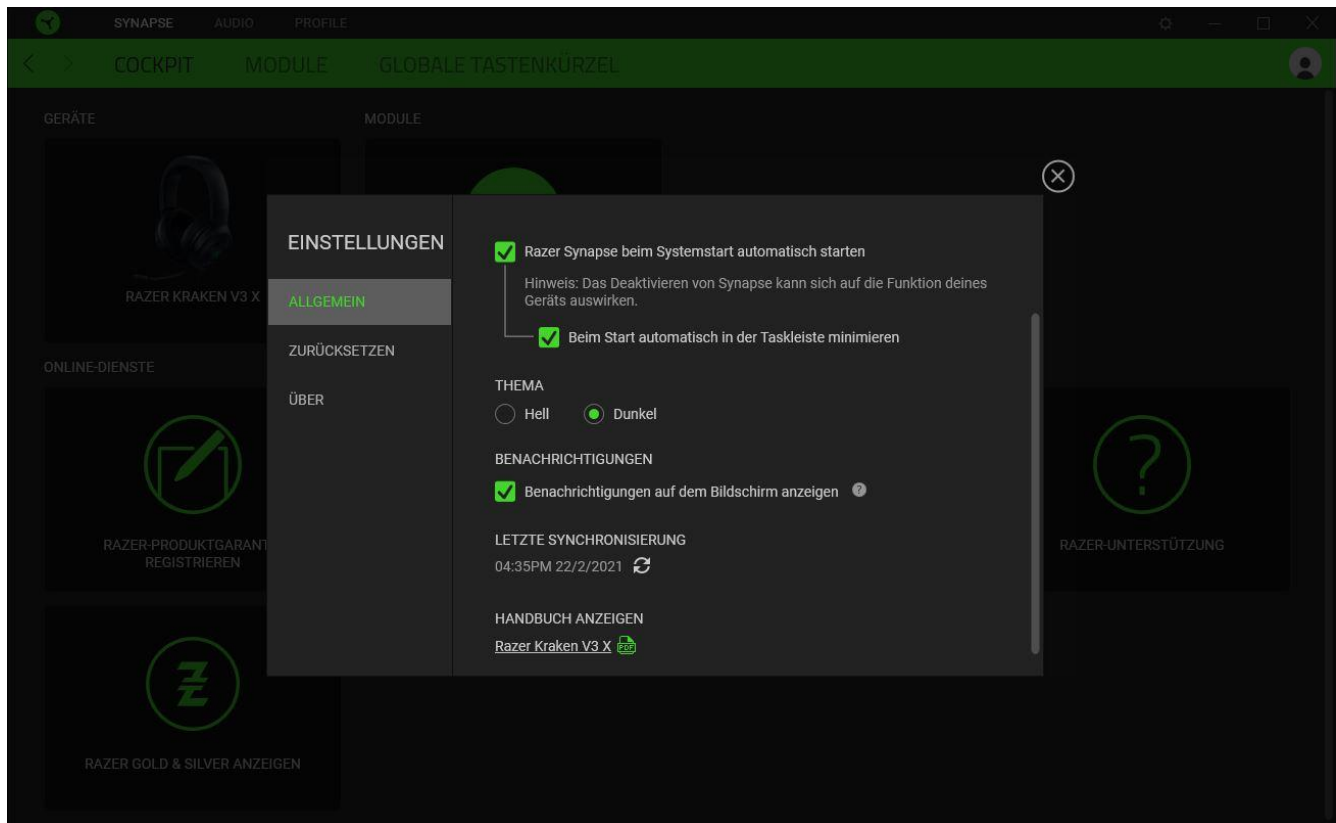 SYNAPSE AUDIO PROFILE
COCKPIT MODULE GLOBALE TASTENKÜRZEL
GERÄTE MODULE
RAZER KRAKEN V3 X
ONLINE-DIENSTE
RAZER-PRODUKTGARANT
REGISTRIEREN
RAZER GOLD & SILVER ANZEIGEN
RAZER-UNTERSTÜTZUNG
EINSTELLUNGEN
ALLGEMEIN
ZURÜCKSETZEN
ÜBER
Razer Synapse beim Systemstart automatisch starten
Hinweis: Das Deaktivieren von Synapse kann sich auf die Funktion deines
Geräts auswirken.
Beim Start automatisch in der Taskleiste minimieren
THEMA
Hell Dunkel
BENACHRICHTIGUNGEN
Benachrichtigungen auf dem Bildschirm anzeigen ?
LETZTE SYNCHRONISIERUNG
04:35PM 22/2/2021
HANDBUCH ANZEIGEN
Razer Kraken V3 X PDF